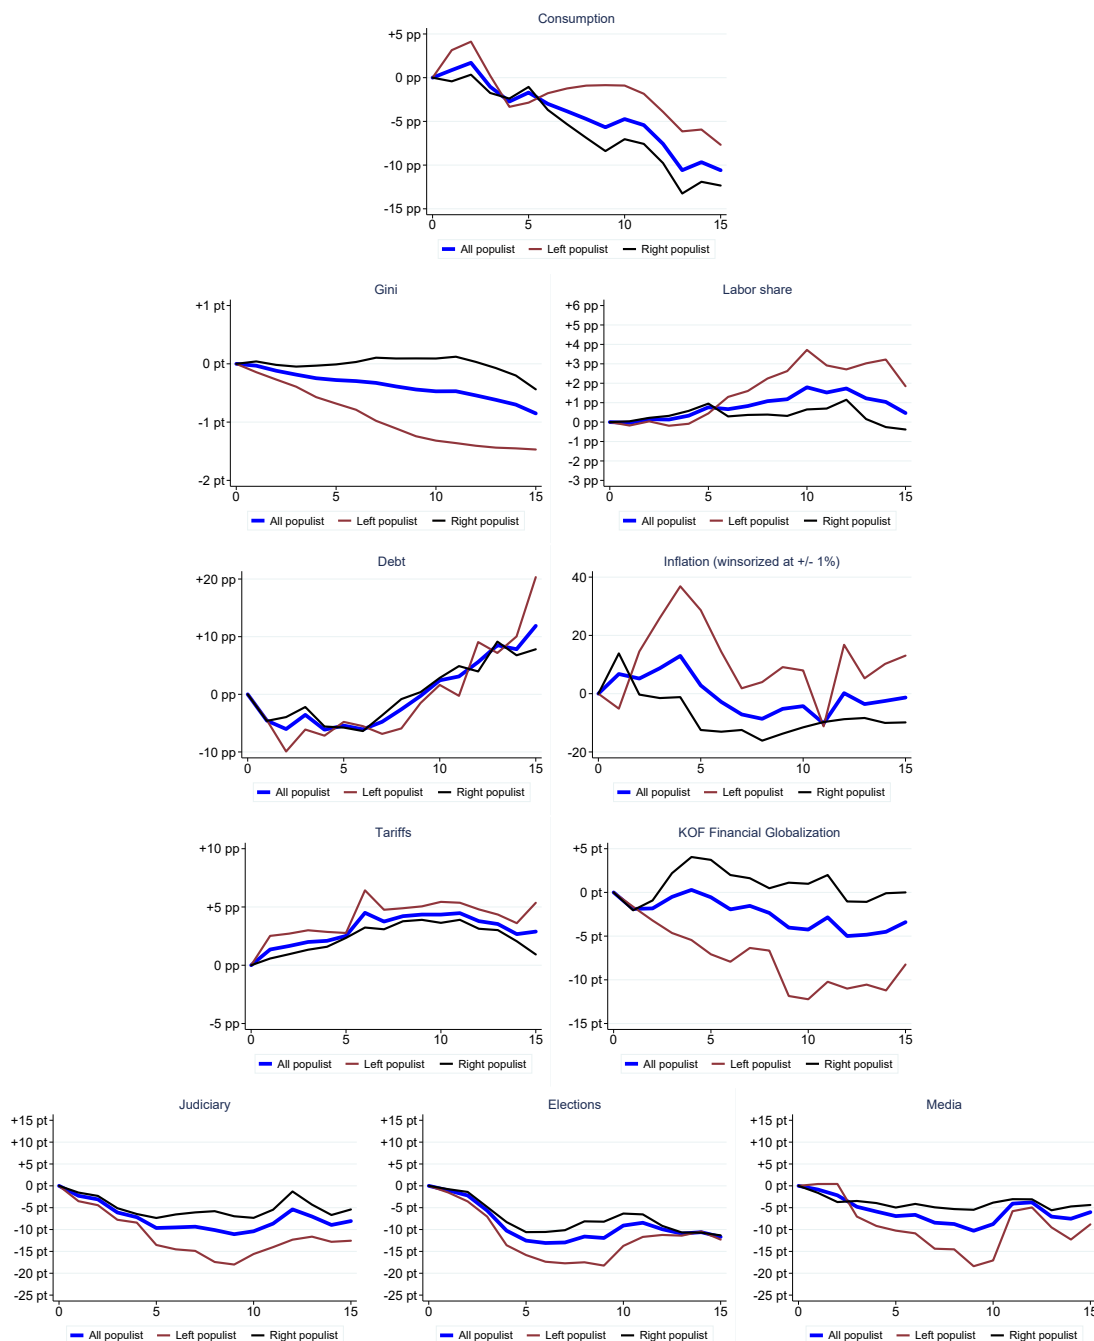 Consumption
+5 pp
0 pp
-5 pp
-10 pp
-15 pp
0 5 10 15
All populist Left populist Right populist
Gini
+1 pt
0 pt
-1 pt
-2 pt
0 5 10 15
All populist Left populist Right populist
Labor share
+6 pp
+5 pp
+4 pp
+3 pp
+2 pp
+1 pp
0 pp
-1 pp
-2 pp
-3 pp
0 5 10 15
All populist Left populist Right populist
Debt
+20 pp
+10 pp
0 pp
-10 pp
0 5 10 15
All populist Left populist Right populist
Inflation (winsorized at +/- 1%)
40
20
0
-20
0 5 10 15
All populist Left populist Right populist
Tariffs
+10 pp
+5 pp
0 pp
-5 pp
0 5 10 15
All populist Left populist Right populist
KOF Financial Globalization
+5 pt
0 pt
-5 pt
-10 pt
-15 pt
0 5 10 15
All populist Left populist Right populist
Judiciary
+15 pt
+10 pt
+5 pt
0 pt
-5 pt
-10 pt
-15 pt
-20 pt
-25 pt
0 5 10 15
All populist Left populist Right populist
Elections
+15 pt
+10 pt
+5 pt
0 pt
-5 pt
-10 pt
-15 pt
-20 pt
-25 pt
0 5 10 15
All populist Left populist Right populist
Media
+15 pt
+10 pt
+5 pt
0 pt
-5 pt
-10 pt
-15 pt
-20 pt
-25 pt
0 5 10 15
All populist Left populist Right populist